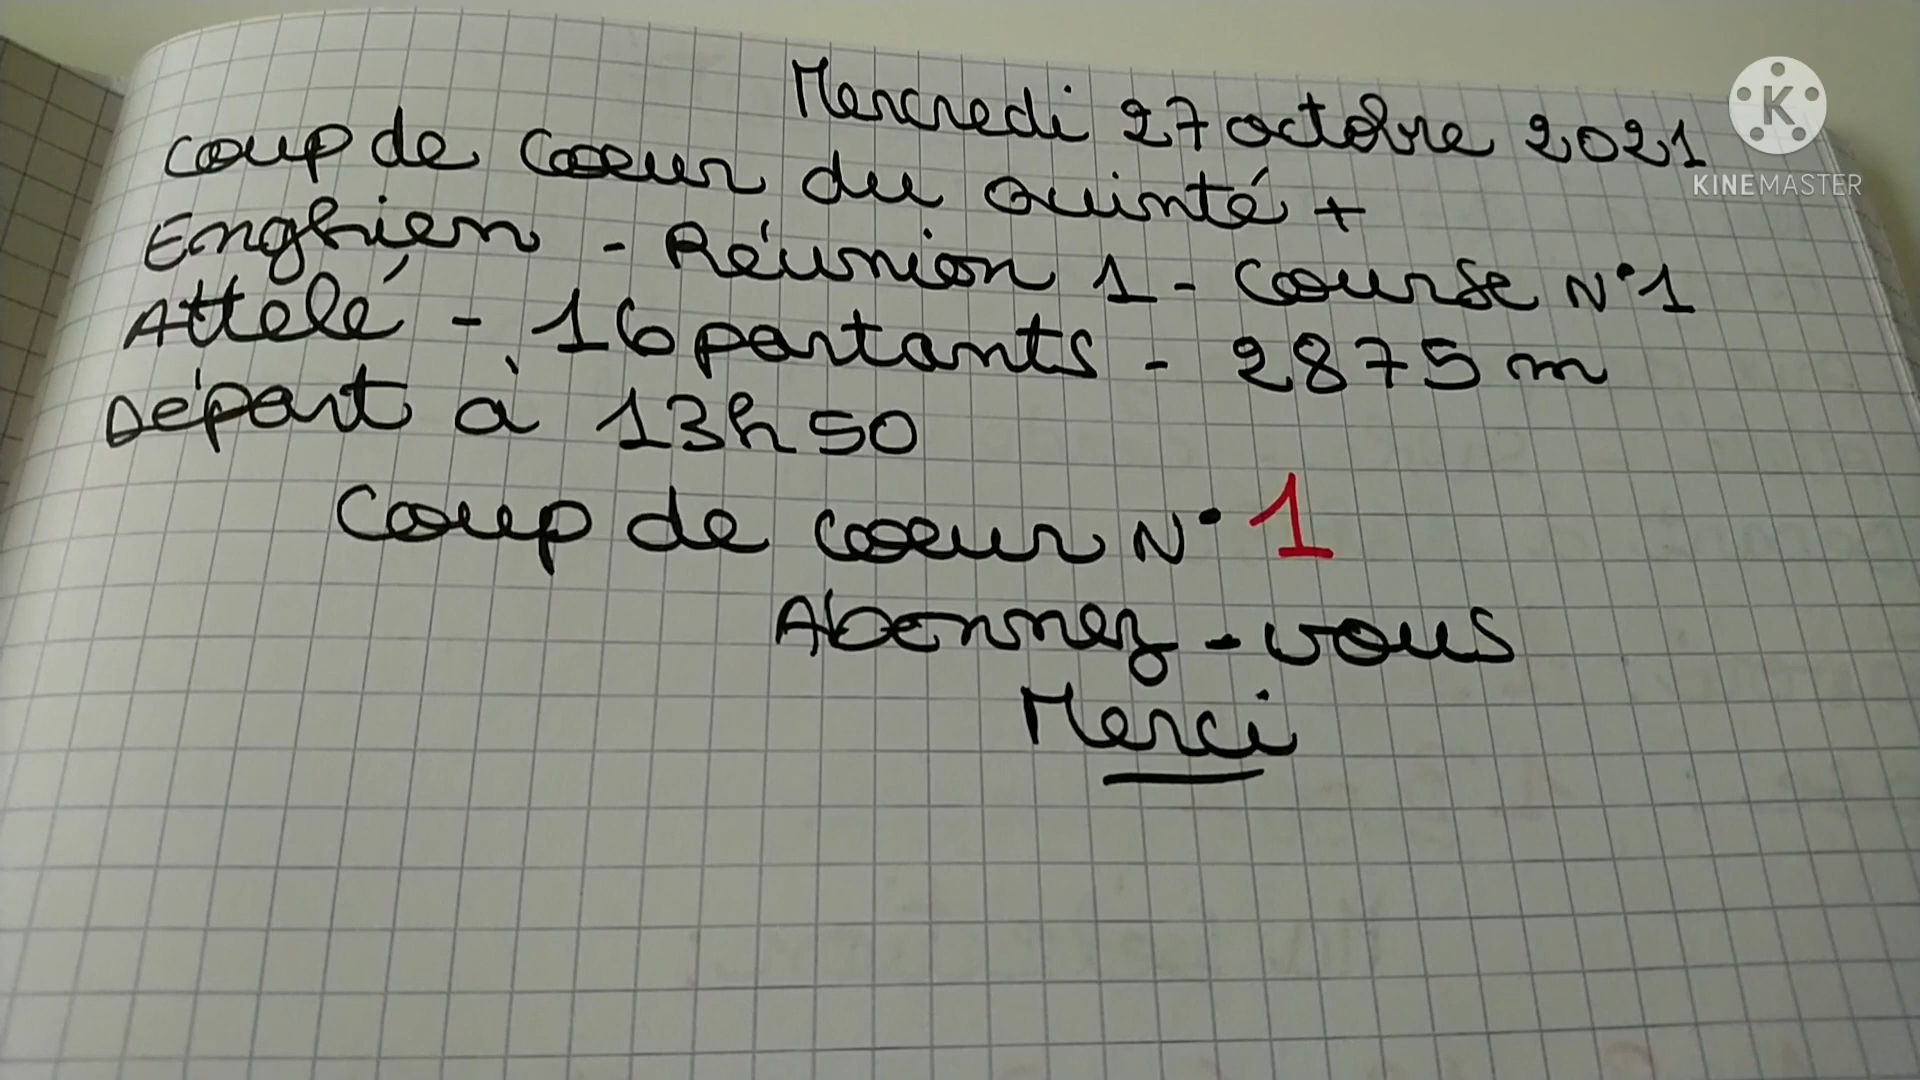 Mercredi 27 octobre 2021
Coup de coeur du Quinté +
Enghien - Réunion 1 - Course N°1
Attelé - 16 partants - 2875 m
Départ à 13h50
Coup de coeur N° 1
Abonnez-vous
Merci
KINEMASTER